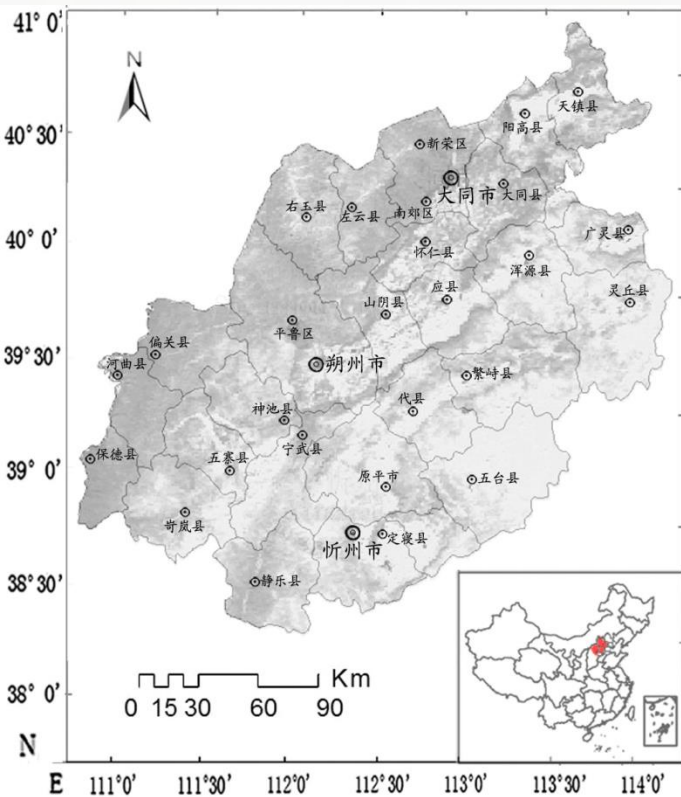 41° 0′
N
天镇县
阳高县
40° 30′
新荣区
大同市
大同县
右玉县
左云县
南郊区
广灵县
40° 0′
怀仁县
浑源县
应县
灵丘县
山阴县
平鲁区
偏关县
39° 30′
河曲县
朔州市
繁峙县
代县
神池县
宁武县
保德县
39° 0′
五寨县
原平市
五台县
岢岚县
忻州市
定寝县
38° 30′
静乐县
Km
38° 0′
0 15 30 60 90
N
E
111°0′ 111°30′ 112°0′ 112°30′ 113°0′ 113°30′ 114°0′